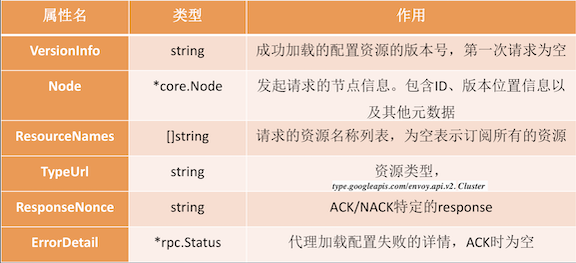 属性名 类型 作用
VersionInfo string 成功加载的配置资源的版本号，第一次请求为空
Node *core.Node 发起请求的节点信息。包含ID、版本位置信息以
及其他元数据
ResourceNames []string 请求的资源名称列表，为空表示订阅所有的资源
TypeUrl string 资源类型，
type.googleapis.com/envoy.api.v2.Cluster
ResponseNonce string ACK/NACK特定的response
ErrorDetail *rpc.Status 代理加载配置失败的详情，ACK时为空